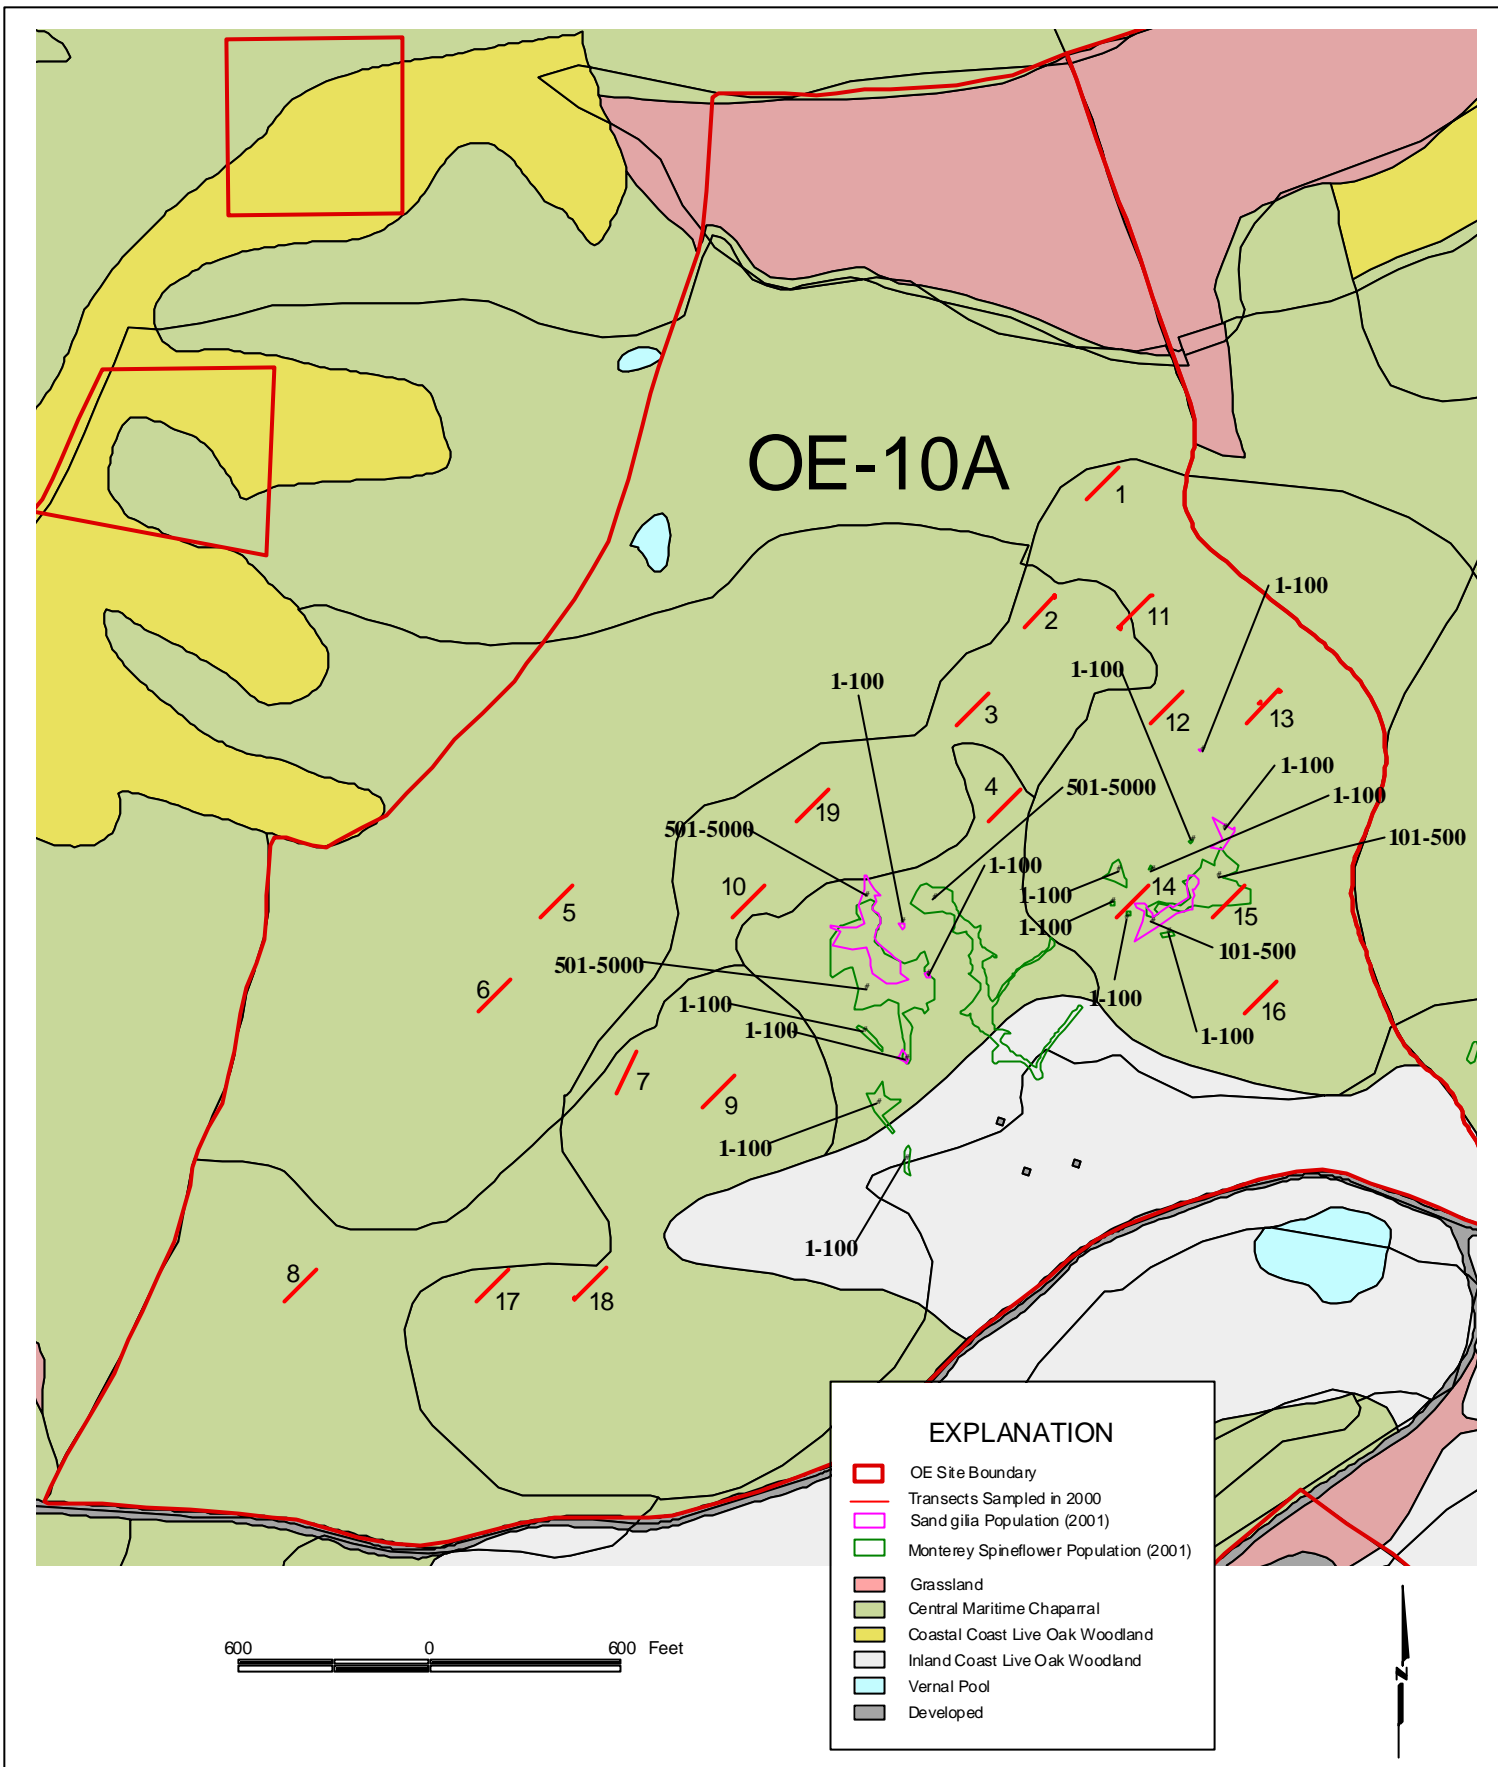 OE-10A
1
1-100
2
11
1-100
1-100
3
12
13
1-100
4
501-5000
1-100
19
501-5000
101-500
1-100
10
14
1-100
5
15
1-100
101-500
501-5000
6
1-100
1-100
16
1-100
1-100
7
9
1-100
1-100
8
17
18
EXPLANATION
OE Site Boundary
Transects Sampled in 2000
Sand gilia Population (2001)
Monterey Spineflower Population (2001)
Grassland
Central Maritime Chaparral
Coastal Coast Live Oak Woodland
Inland Coast Live Oak Woodland
Vernal Pool
Developed
600 0 600 Feet
N